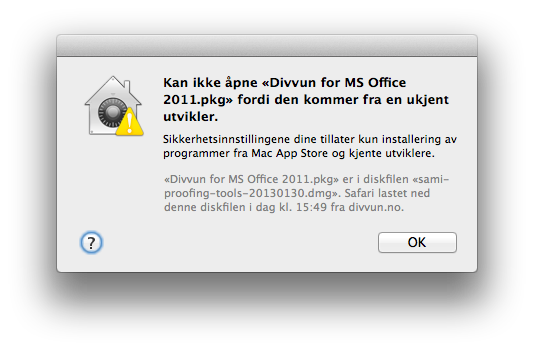 Kan ikke åpne «Divvun for MS Office
2011.pkg» fordi den kommer fra en ukjent
utvikler.
Sikkerhetsinnstillingene dine tillater kun installering av
programmer fra Mac App Store og kjente utviklere.
«Divvun for MS Office 2011.pkg» er i diskfilen «sami-
proofing-tools-20130130.dmg». Safari lastet ned
denne diskfilen i dag kl. 15:49 fra divvun.no.
?
OK